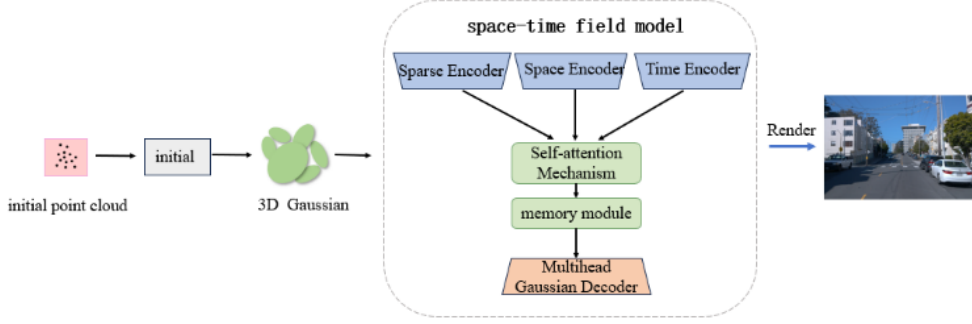 space-time field model
Sparse Encoder
Space Encoder
Time Encoder
Self-attention
Mechanism
memory module
Multihead
Gaussian Decoder
initial point cloud
initial
3D Gaussian
Render